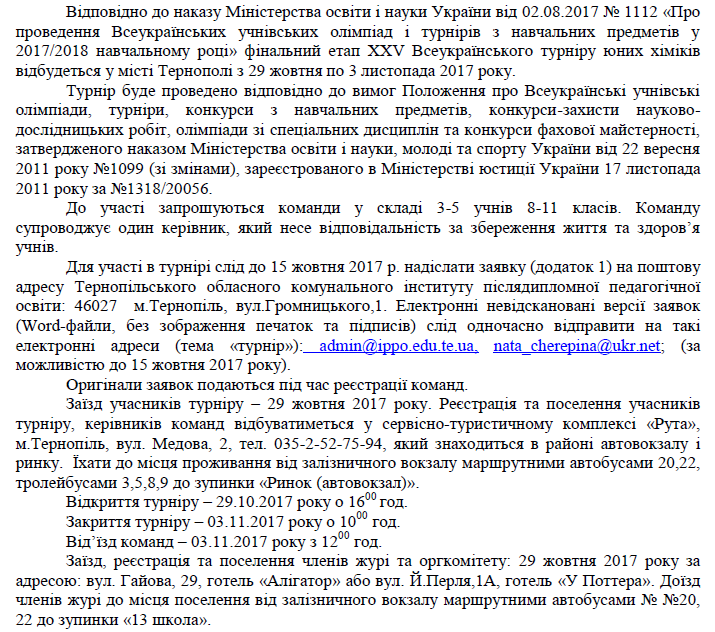 Відповідно до наказу Міністерства освіти і науки України від 02.08.2017 № 1112 «Про
проведення Всеукраїнських учнівських олімпіад і турнірів з навчальних предметів у
2017/2018 навчальному році» фінальний етап XXV Всеукраїнського турніру юних хіміків
відбудеться у місті Тернополі з 29 жовтня по 3 листопада 2017 року.
Турнір буде проведено відповідно до вимог Положення про Всеукраїнські учнівські
олімпіади, турніри, конкурси з навчальних предметів, конкурси-захисти науково-
дослідницьких робіт, олімпіади зі спеціальних дисциплін та конкурси фахової майстерності,
затвердженого наказом Міністерства освіти і науки, молоді та спорту України від 22 вересня
2011 року №1099 (зі змінами), зареєстрованого в Міністерстві юстиції України 17 листопада
2011 року за №1318/20056.
До участі запрошуються команди у складі 3-5 учнів 8-11 класів. Команду
супроводжує один керівник, який несе відповідальність за збереження життя та здоров’я
учнів.
Для участі в турнірі слід до 15 жовтня 2017 р. надіслати заявку (додаток 1) на поштову
адресу Тернопільського обласного комунального інституту післядипломної педагогічної
освіти: 46027 м.Тернопіль, вул.Громницького,1. Електронні невідскановані версії заявок
(Word-файли, без зображення печаток та підписів) слід одночасно відправити на такі
електронні адреси (тема «турнір»): admin@ippo.edu.te.ua, nata_cherepina@ukr.net; (за
можливістю до 15 жовтня 2017 року).
Оригінали заявок подаються під час реєстрації команд.
Заїзд учасників турніру – 29 жовтня 2017 року. Реєстрація та поселення учасників
турніру, керівників команд відбуватиметься у сервісно-туристичному комплексі «Рута»,
м.Тернопіль, вул. Медова, 2, тел. 035-2-52-75-94, який знаходиться в районі автовокзалу і
ринку. Їхати до місця проживання від залізничного вокзалу маршрутними автобусами 20,22,
тролейбусами 3,5,8,9 до зупинки «Ринок (автовокзал)».
Відкриття турніру – 29.10.2017 року о 16⁰⁰ год.
Закриття турніру – 03.11.2017 року о 10⁰⁰ год.
Від’їзд команд – 03.11.2017 року з 12⁰⁰ год.
Заїзд, реєстрація та поселення членів журі та оргкомітету: 29 жовтня 2017 року за
адресою: вул. Гайова, 29, готель «Алігатор» або вул. Й.Перля,1А, готель «У Поттера». Доїзд
членів журі до місця поселення від залізничного вокзалу маршрутними автобусами № №20,
22 до зупинки «13 школа».